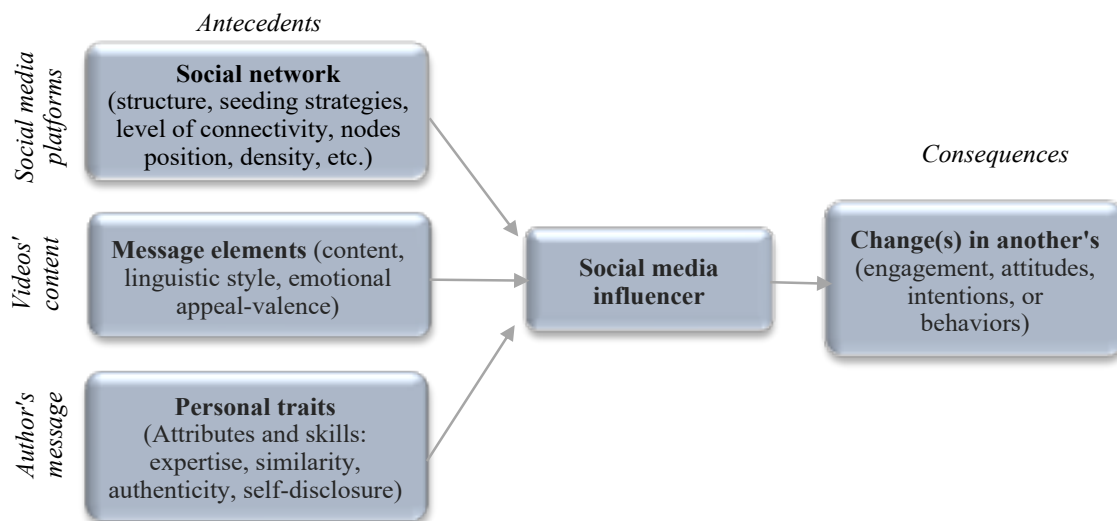 Antecedents
Social media
platforms
Social network
(structure, seeding strategies,
level of connectivity, nodes
position, density, etc.)
Videos'
content
Message elements (content,
linguistic style, emotional
appeal-valence)
Author's
message
Personal traits
(Attributes and skills:
expertise, similarity,
authenticity, self-disclosure)
Social media
influencer
Consequences
Change(s) in another's
(engagement, attitudes,
intentions, or
behaviors)